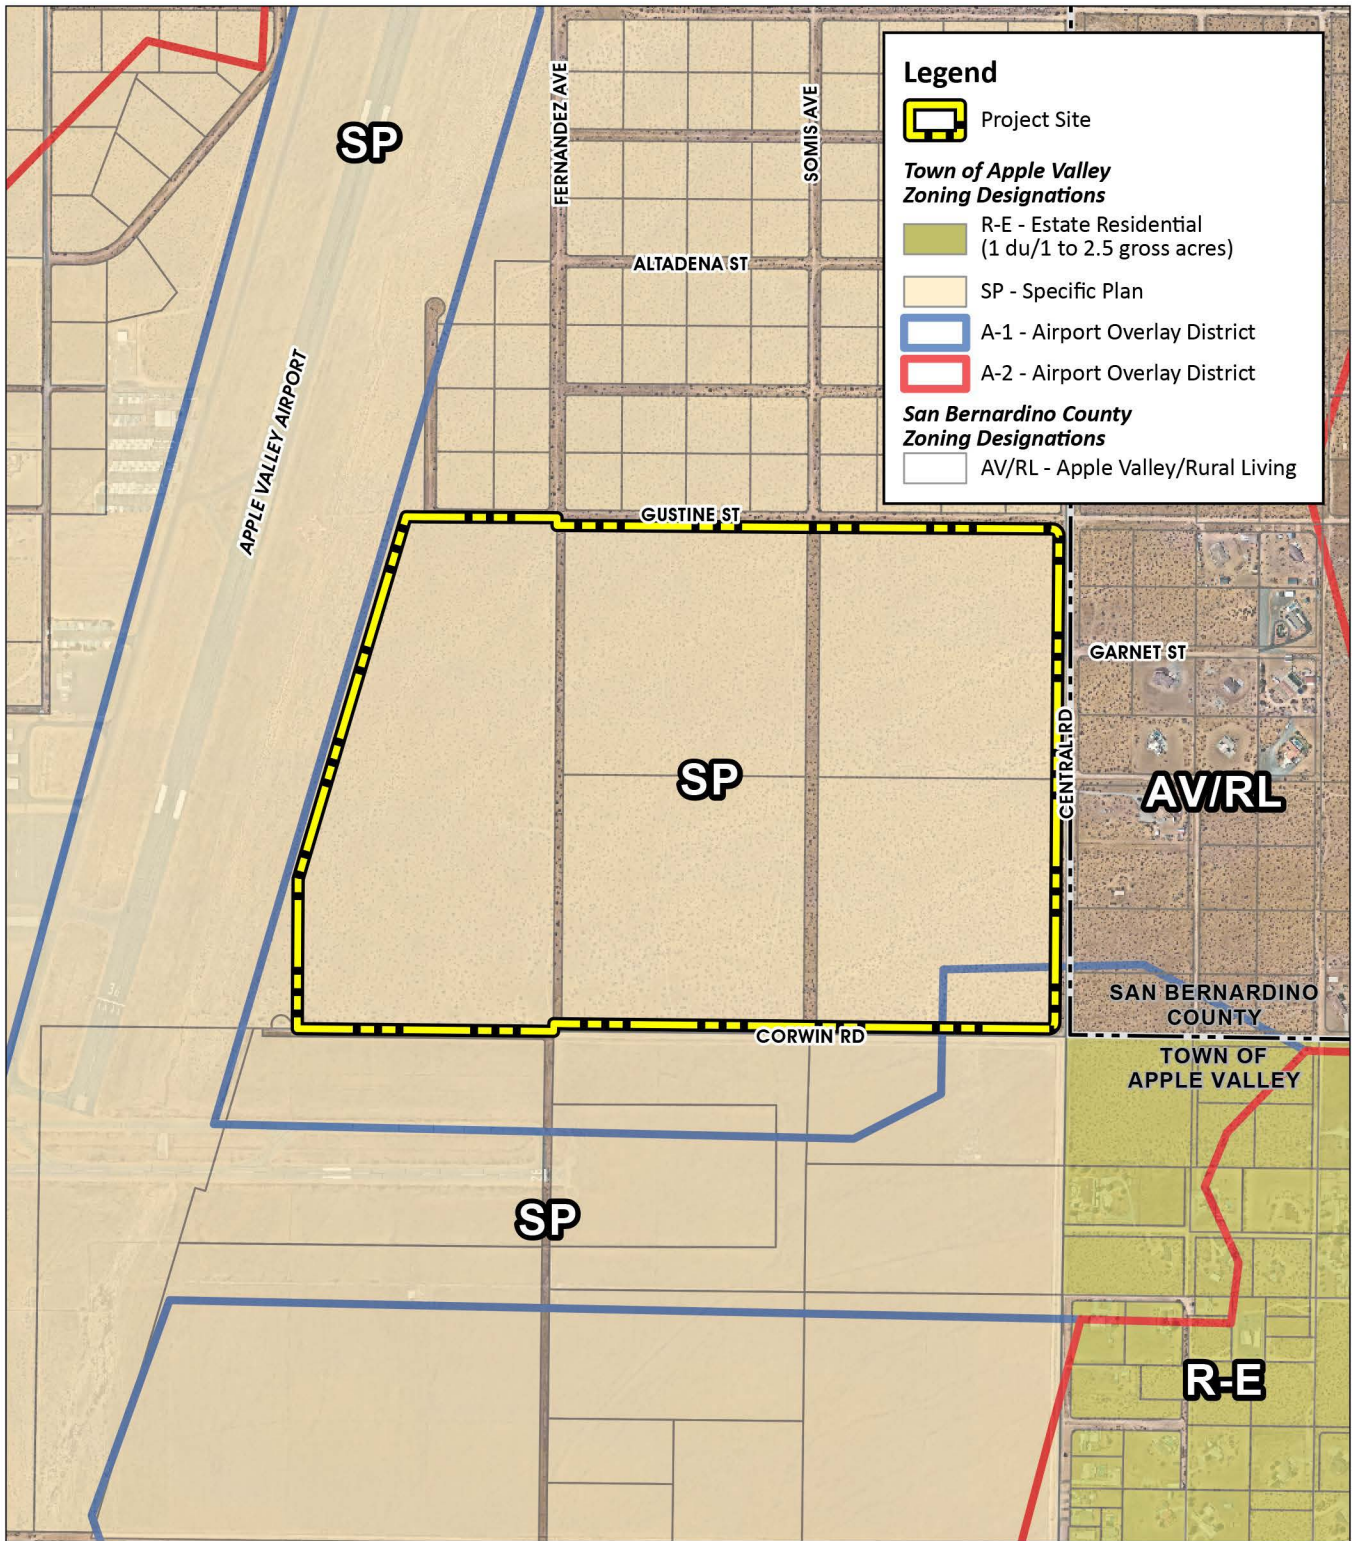 SP
FERNANDEZ AVE
SOMIS AVE
Legend
Project Site
Town of Apple Valley
Zoning Designations
R-E - Estate Residential
(1 du/1 to 2.5 gross acres)
SP - Specific Plan
A-1 - Airport Overlay District
A-2 - Airport Overlay District
San Bernardino County
Zoning Designations
AV/RL - Apple Valley/Rural Living
ALTADENA ST
APPLE VALLEY AIRPORT
GUSTINE ST
GARNET ST
CENTRAL RD
SP
AV/RL
SAN BERNARDINO
COUNTY
CORWIN RD
TOWN OF
APPLE VALLEY
SP
R-E